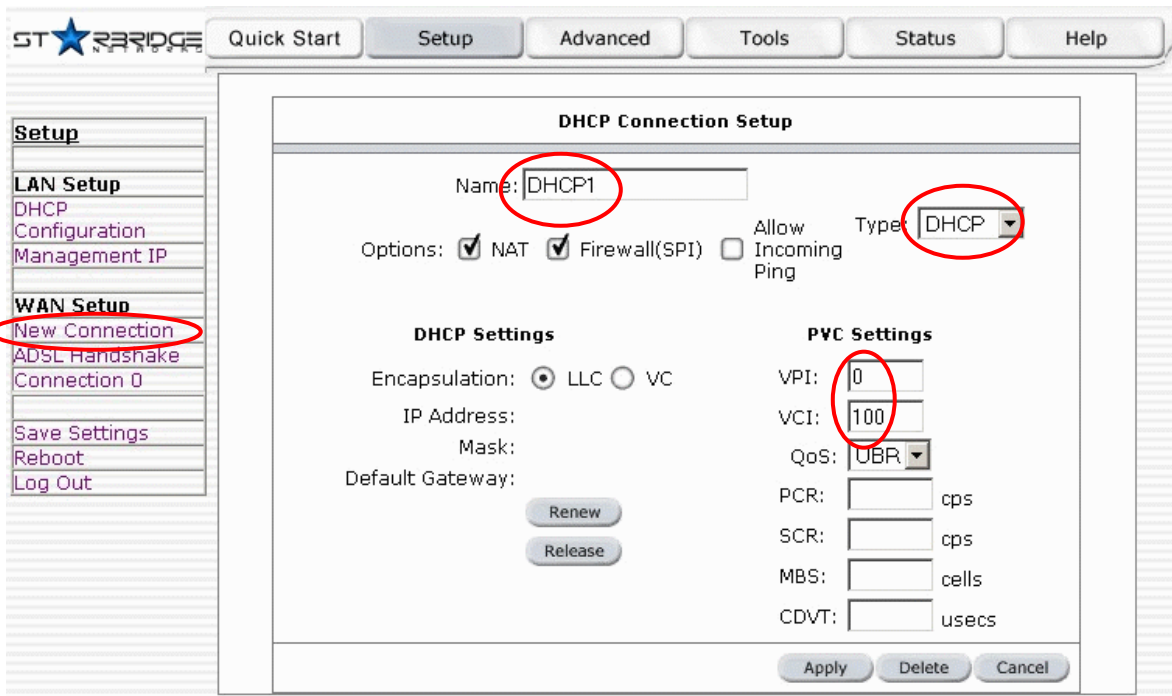 STARBRIDGE
NETWORKS
Quick Start
Setup
Advanced
Tools
Status
Help
Setup
LAN Setup
DHCP
Configuration
Management IP
WAN Setup
New Connection
ADSL Handshake
Connection 0
Save Settings
Reboot
Log Out
DHCP Connection Setup
Name: DHCP1
Type: DHCP
Options: NAT Firewall(SPI) Allow
Incoming
Ping
DHCP Settings
Encapsulation: LLC VC
IP Address:
Mask:
Default Gateway:
Renew
Release
PVC Settings
VPI: 0
VCI: 100
QoS: UBR
PCR: cps
SCR: cps
MBS: cells
CDVT: usecs
Apply
Delete
Cancel